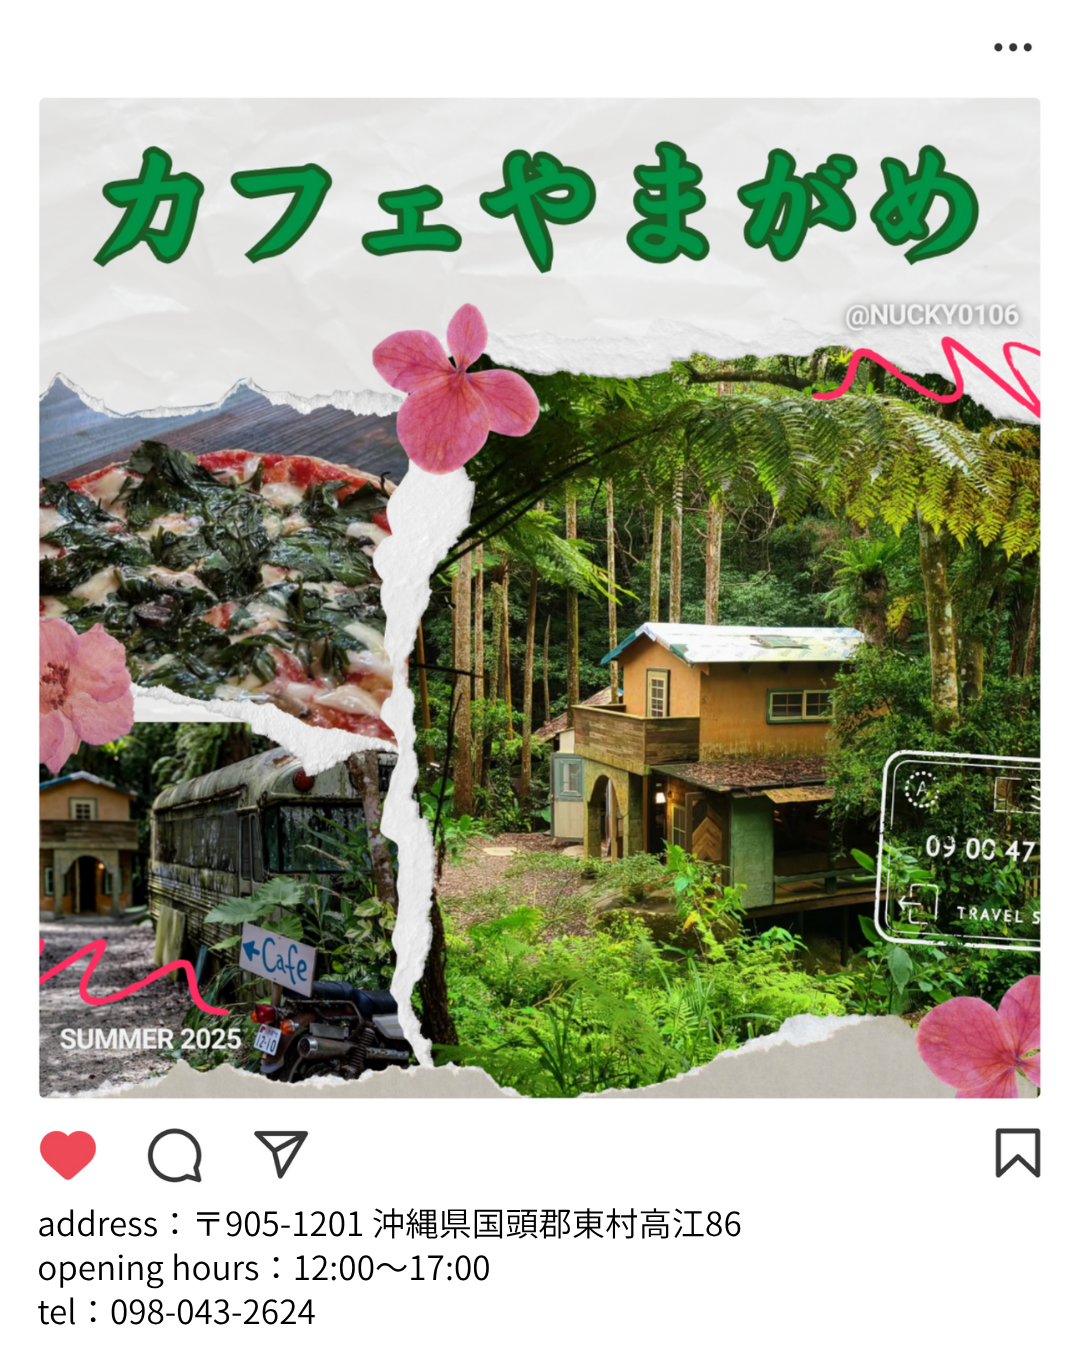 カフェやまがめ
@NUCKY0106
A
09 00 47
TRAVEL S
Cafe
12-10
SUMMER 2025
address：〒905-1201 沖縄県国頭郡東村高江86
opening hours：12:00〜17:00
tel：098-043-2624